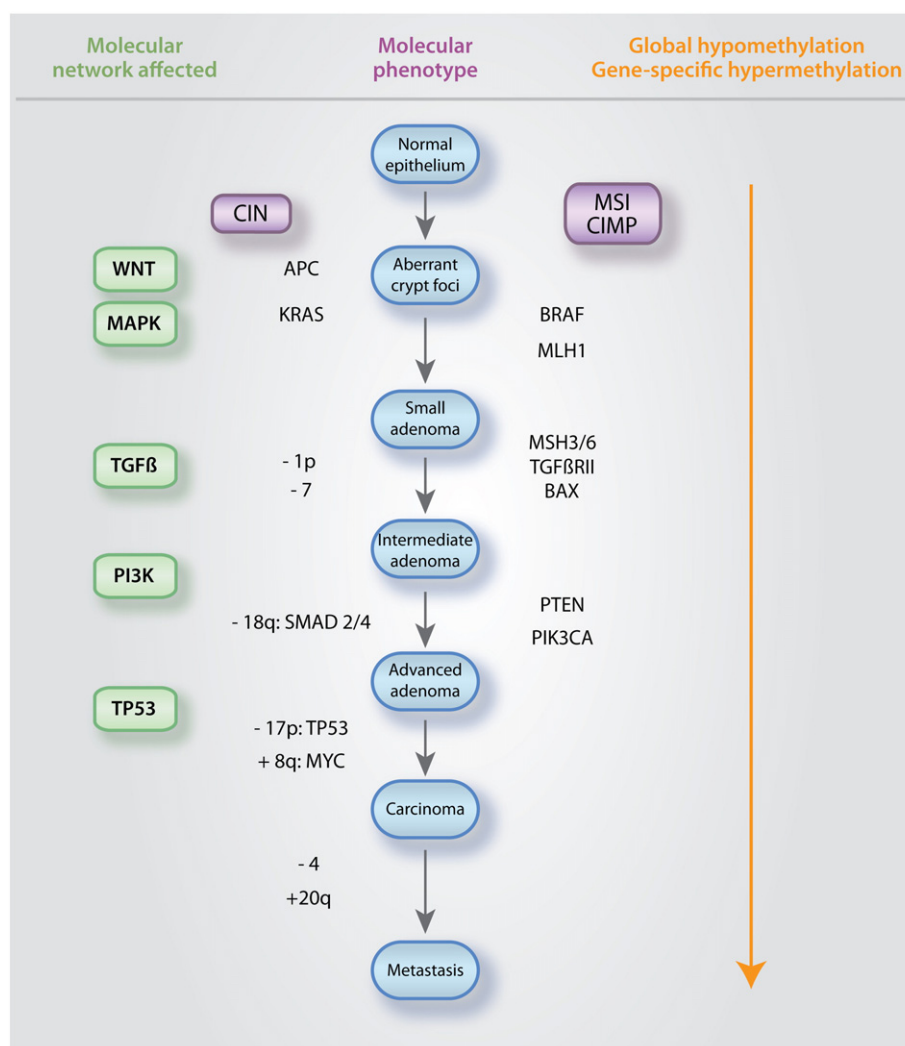 Molecular
network affected
Molecular
phenotype
Global hypomethylation
Gene-specific hypermethylation
Normal
epithelium
CIN
MSI
CIMP
WNT
APC
Aberrant
crypt foci
MAPK
KRAS
BRAF
MLH1
Small
adenoma
TGFß
- 1p
- 7
MSH3/6
TGFßRII
BAX
Intermediate
adenoma
PI3K
- 18q: SMAD 2/4
PTEN
PIK3CA
Advanced
adenoma
TP53
- 17p: TP53
+ 8q: MYC
Carcinoma
- 4
+20q
Metastasis